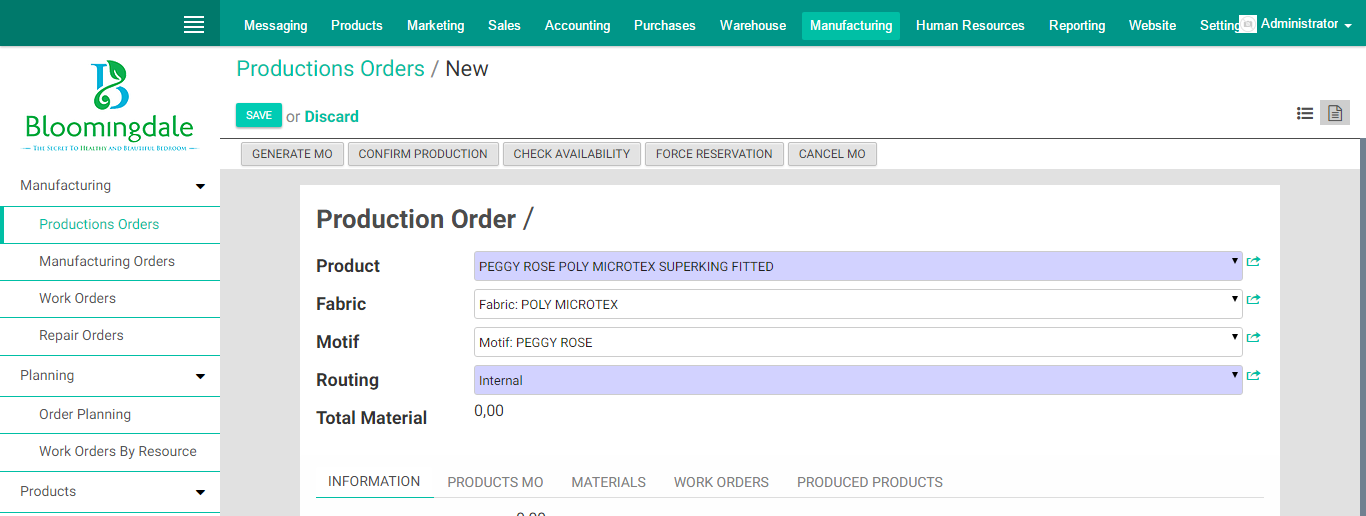 Messaging Products Marketing Sales Accounting Purchases Warehouse Manufacturing Human Resources Reporting Website Setting Administrator
Productions Orders / New
SAVE or Discard
GENERATE MO CONFIRM PRODUCTION CHECK AVAILABILITY FORCE RESERVATION CANCEL MO
Bloomingdale
The Secret To Healthy and Beautiful Bedroom
Manufacturing
Productions Orders
Manufacturing Orders
Work Orders
Repair Orders
Planning
Order Planning
Work Orders By Resource
Products
Production Order /
Product PEGGY ROSE POLY MICROTEX SUPERKING FITTED
Fabric Fabric: POLY MICROTEX
Motif Motif: PEGGY ROSE
Routing Internal
Total Material 0,00
INFORMATION PRODUCTS MO MATERIALS WORK ORDERS PRODUCED PRODUCTS